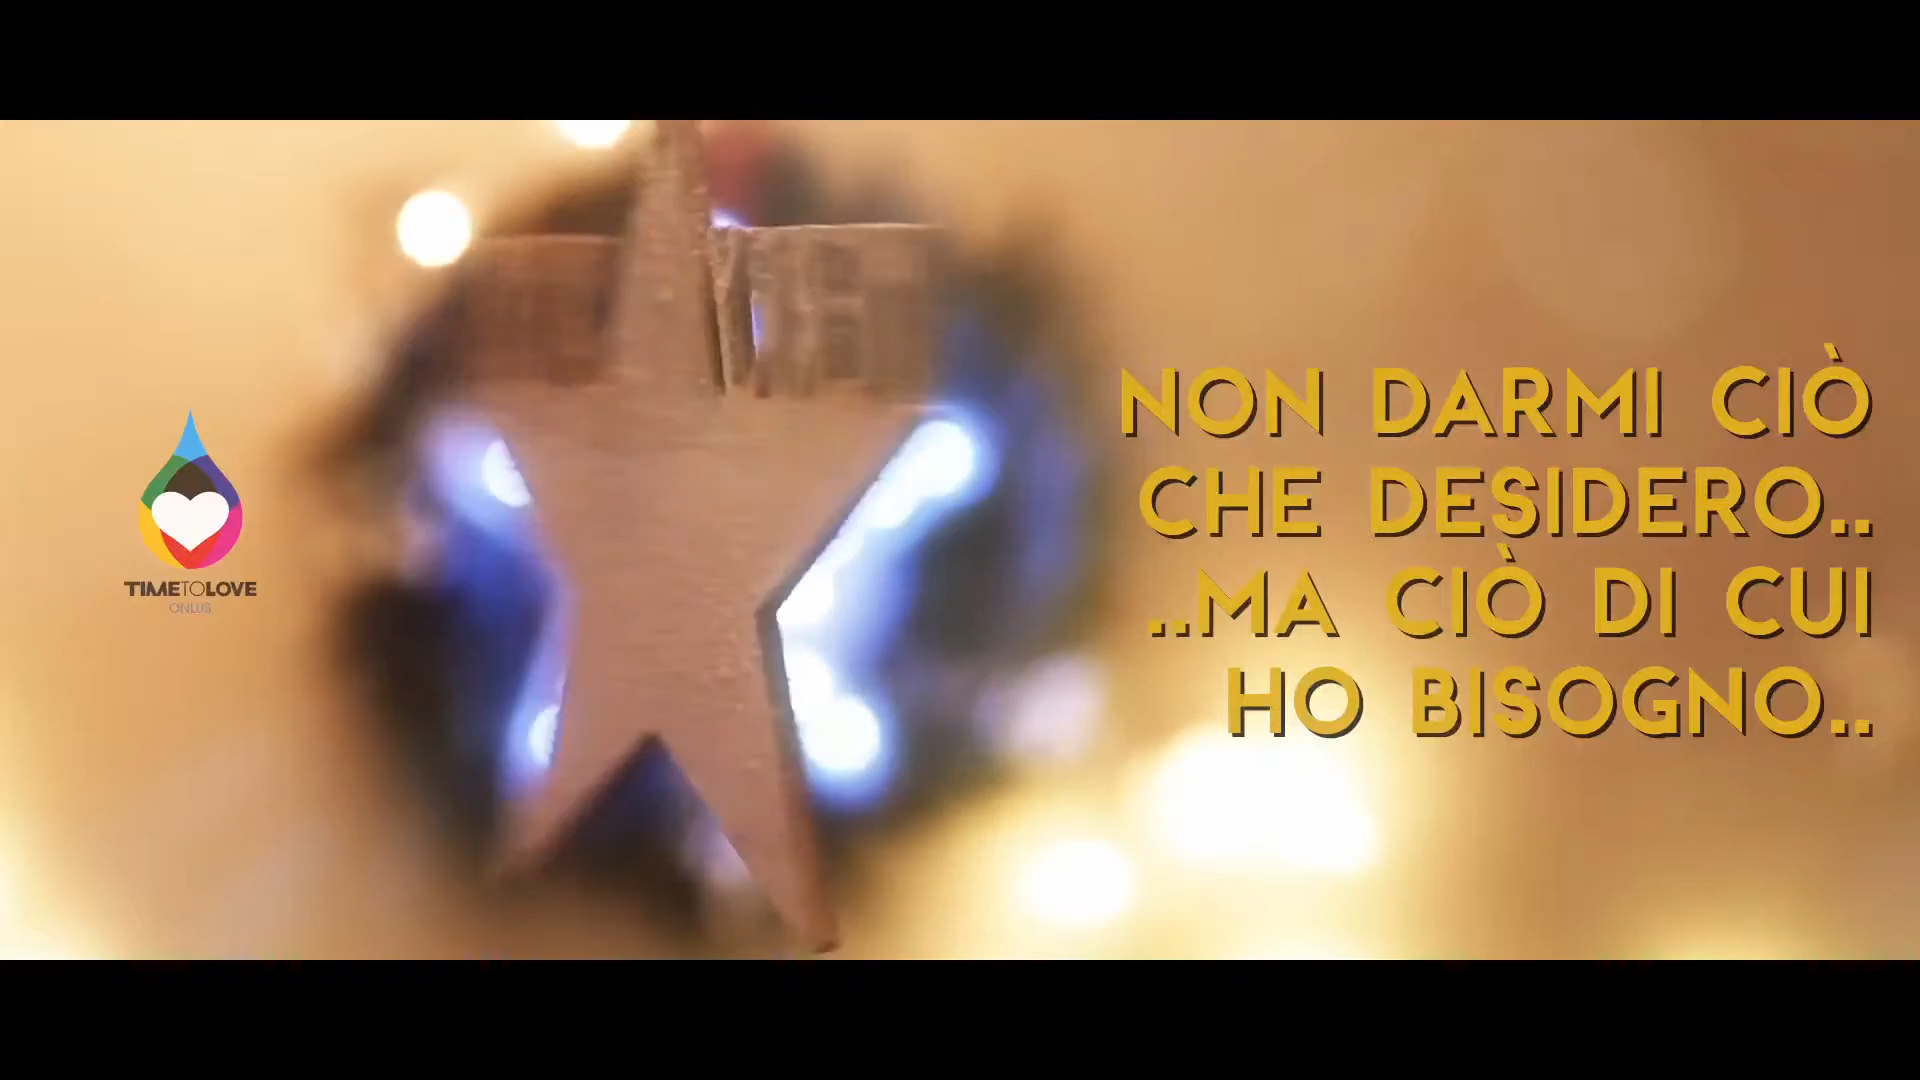 TIMETOLOVE
ONLUS
NON DARMI CIÒ
CHE DESIDERO..
..MA CIÒ DI CUI
HO BISOGNO..